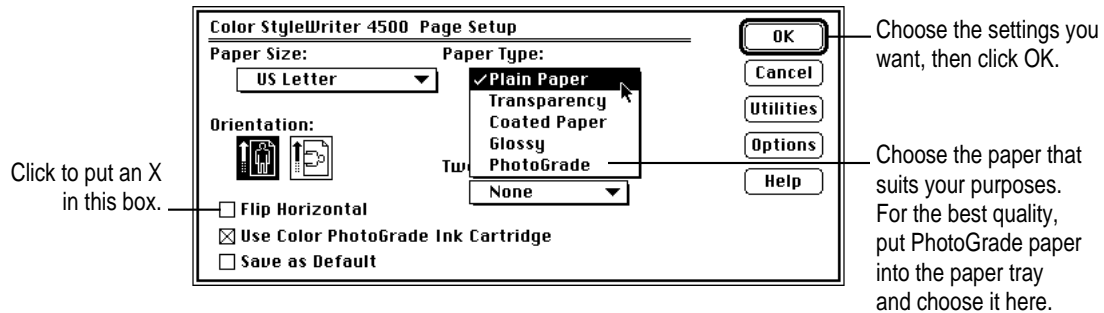 Color StyleWriter 4500 Page Setup
Paper Size:
US Letter
Paper Type:
✓Plain Paper
Transparency
Coated Paper
Glossy
PhotoGrade
Orientation:
None
Flip Horizontal
Use Color PhotoGrade Ink Cartridge
Save as Default
OK
Cancel
Utilities
Options
Help
Click to put an X
in this box.
Choose the settings you
want, then click OK.
Choose the paper that
suits your purposes.
For the best quality,
put PhotoGrade paper
into the paper tray
and choose it here.